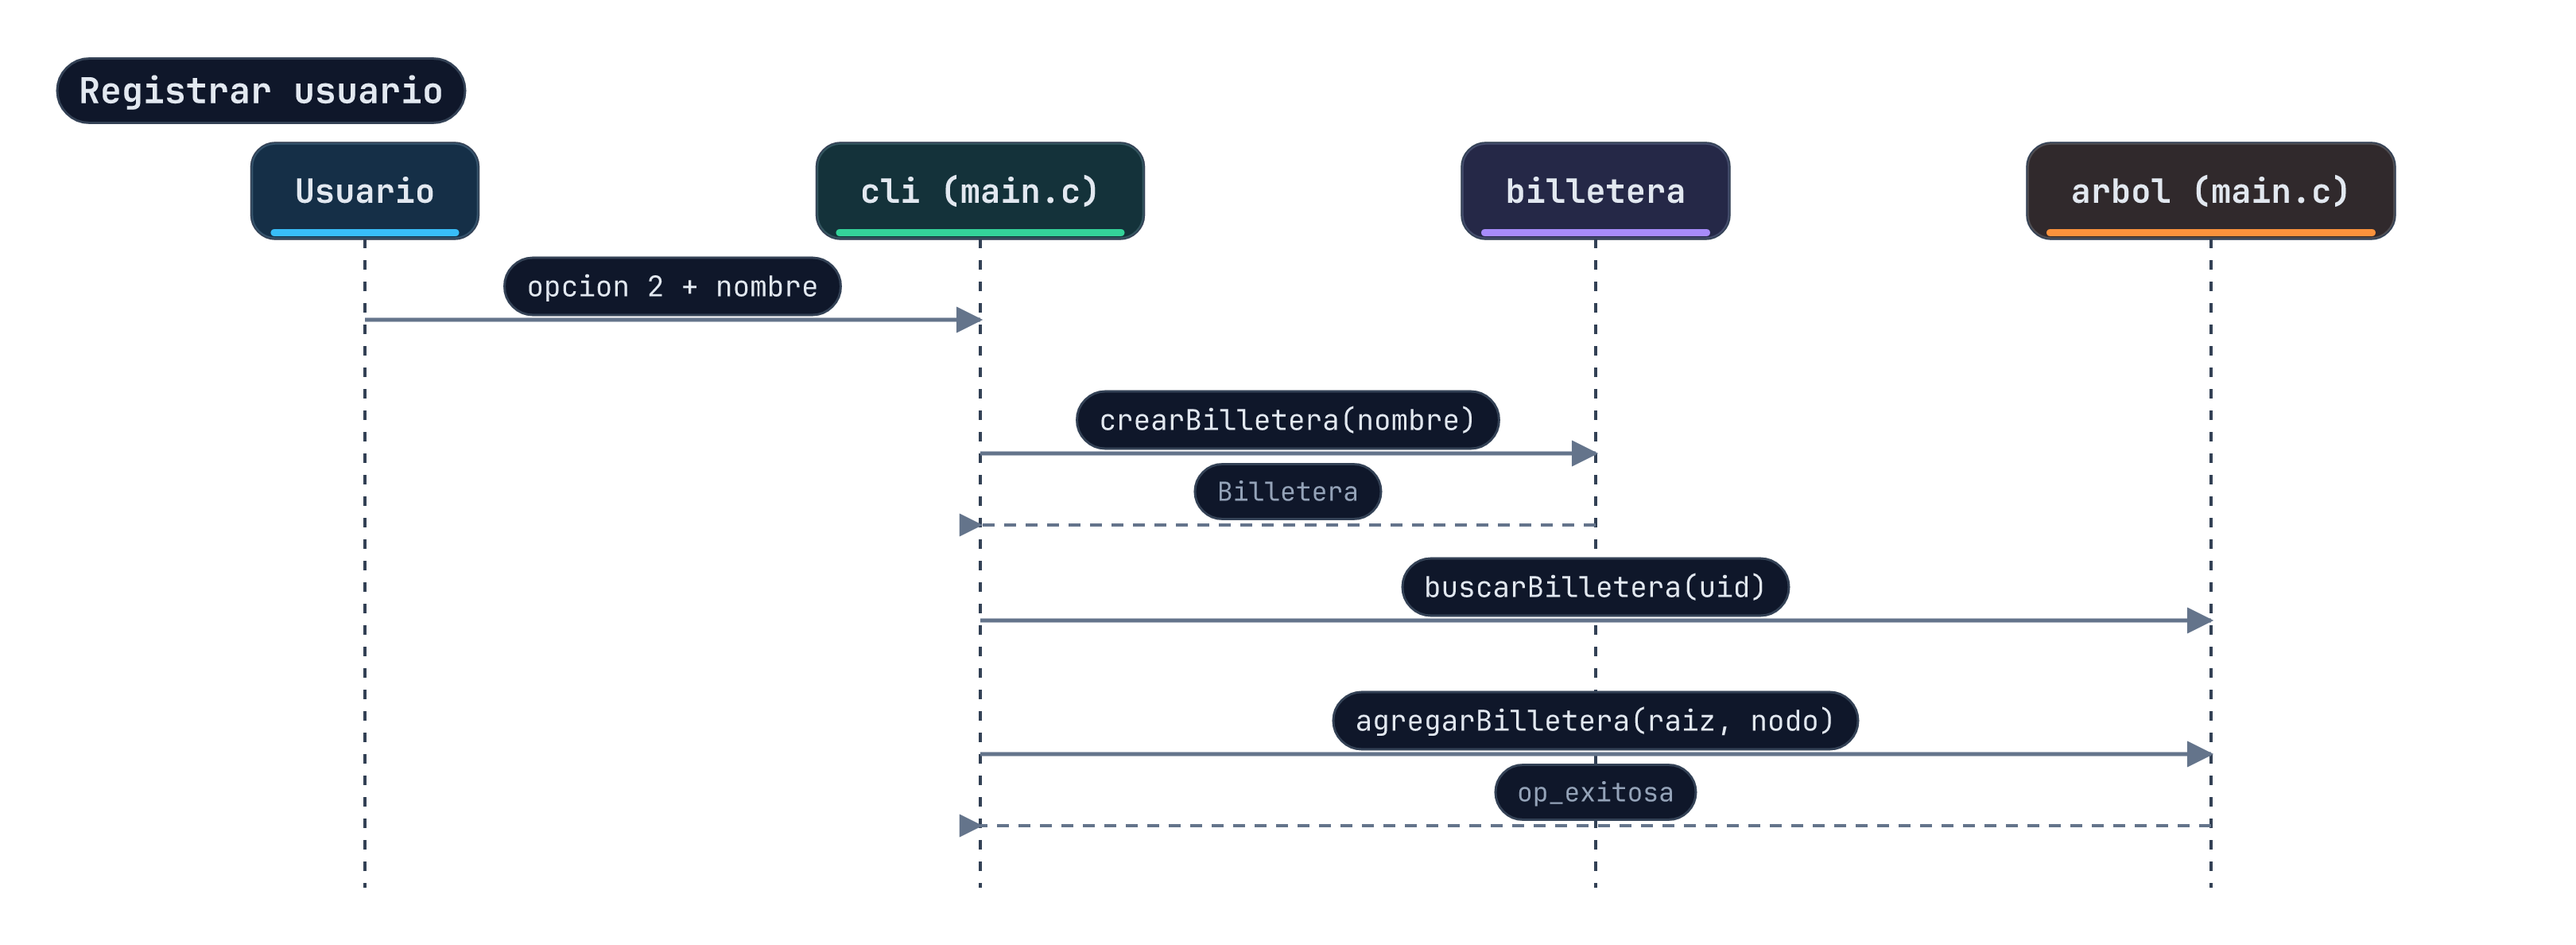 Registrar usuario
Usuario
cli (main.c)
billetera
arbol (main.c)
opcion 2 + nombre
crearBilletera(nombre)
Billetera
buscarBilletera(uid)
agregarBilletera(raiz, nodo)
op_exitosa